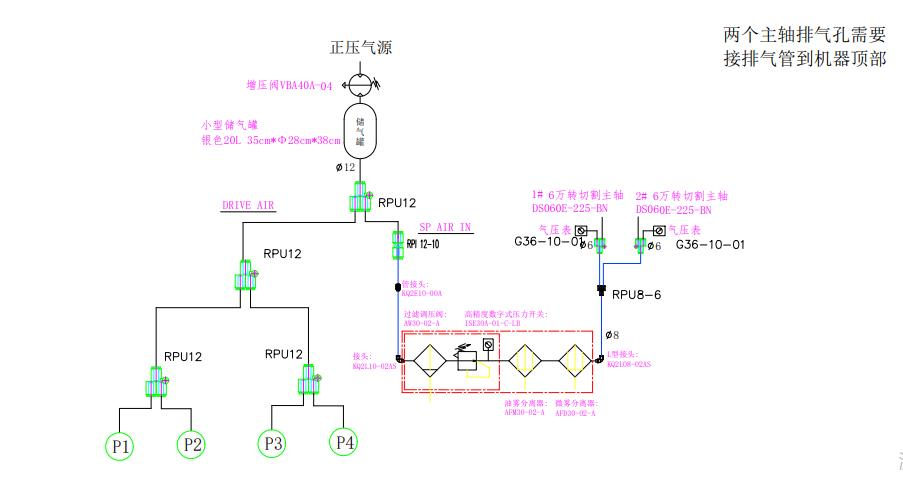 两个主轴排气孔需要
接排气管到机器顶部
正压气源
增压阀VBA40A-04
小型储气罐
银色20L 35cm*Φ28cm*38cm
储气罐
Φ12
RPU12
DRIVE AIR
SP AIR IN
RPI 12-10
1# 6万转切割主轴
DS060E-225-BN
2# 6万转切割主轴
DS060E-225-BN
气压表
G36-10-01
Φ6
气压表
Φ6
G36-10-01
RPU12
管接头:
KQ2E10-00A
RPU8-6
过滤调压阀:
AW30-02-A
高精度数字式压力开关:
ISE30A-01-C-LB
Φ8
接头:
KQ2L10-02AS
L型接头:
KQ2L08-02AS
RPU12
RPU12
油雾分离器:
AFM30-02-A
微雾分离器:
AFD30-02-A
P1
P2
P3
P4